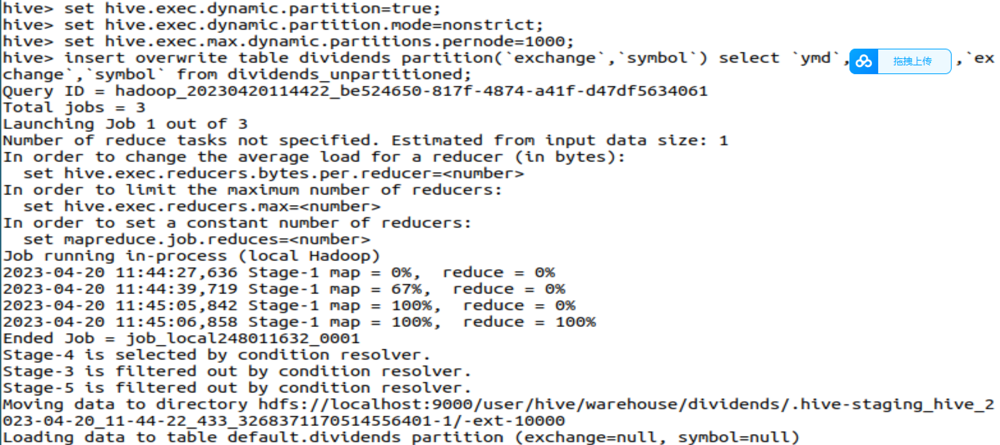 hive> set hive.exec.dynamic.partition=true;
hive> set hive.exec.dynamic.partition.mode=nonstrict;
hive> set hive.exec.max.dynamic.partitions.pernode=1000;
hive> insert overwrite table dividends partition(`exchange`,`symbol`) select `ymd`, 拖拽上传 ,`ex
change`,`symbol` from dividends_unpartitioned;
Query ID = hadoop_20230420114422_be524650-817f-4874-a41f-d47df5634061
Total jobs = 3
Launching Job 1 out of 3
Number of reduce tasks not specified. Estimated from input data size: 1
In order to change the average load for a reducer (in bytes):
  set hive.exec.reducers.bytes.per.reducer=<number>
In order to limit the maximum number of reducers:
  set hive.exec.reducers.max=<number>
In order to set a constant number of reducers:
  set mapreduce.job.reduces=<number>
Job running in-process (local Hadoop)
2023-04-20 11:44:27,636 Stage-1 map = 0%,  reduce = 0%
2023-04-20 11:44:39,719 Stage-1 map = 67%,  reduce = 0%
2023-04-20 11:45:05,842 Stage-1 map = 100%,  reduce = 0%
2023-04-20 11:45:06,858 Stage-1 map = 100%,  reduce = 100%
Ended Job = job_local248011632_0001
Stage-4 is selected by condition resolver.
Stage-3 is filtered out by condition resolver.
Stage-5 is filtered out by condition resolver.
Moving data to directory hdfs://localhost:9000/user/hive/warehouse/dividends/.hive-staging_hive_2
023-04-20_11-44-22_433_3268371170514556401-1/-ext-10000
Loading data to table default.dividends partition (exchange=null, symbol=null)